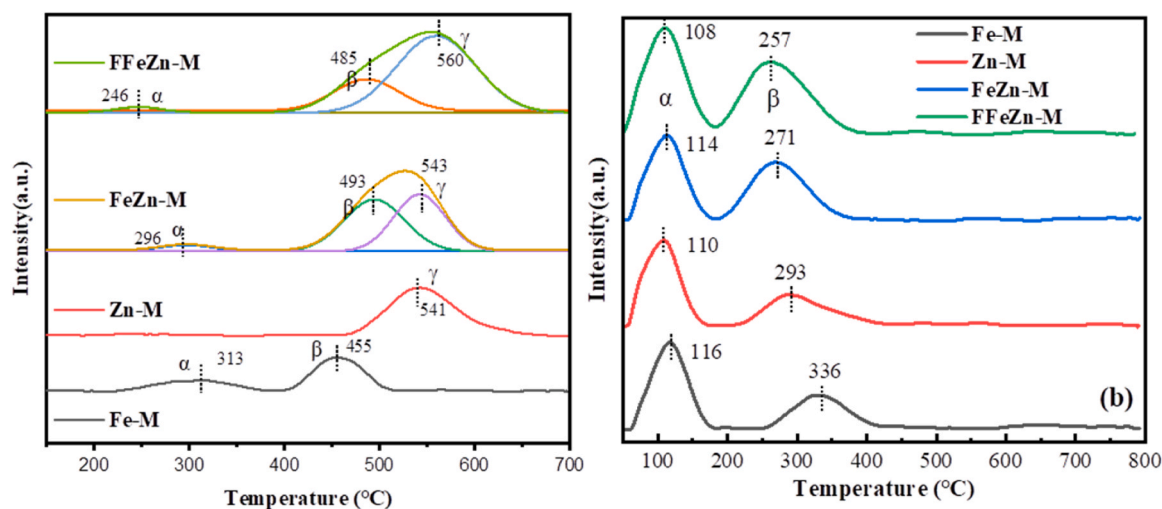 Intensity(a.u.)
FFeZn-M
246
α
485
β
γ
560
FeZn-M
296
α
493
β
543
γ
Zn-M
γ
541
α
313
β
455
Fe-M
200 300 400 500 600 700
Temperature (°C)
Intensity(a.u.)
Fe-M
Zn-M
FeZn-M
FFeZn-M
108
257
α
β
114
271
110
293
116
336
(b)
100 200 300 400 500 600 700 800
Temperature (°C)